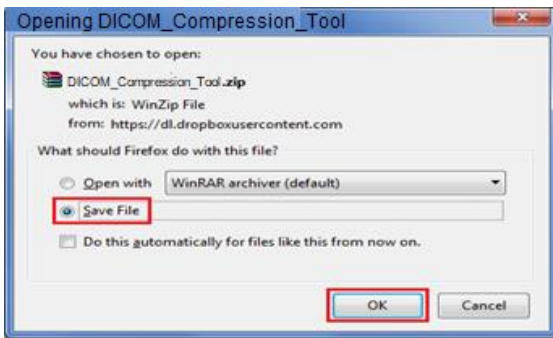 Opening DICOM_Compression_Tool
You have chosen to open:
DICOM_Compression_Tool.zip
which is: WinZip File
from: https://dl.dropboxusercontent.com
What should Firefox do with this file?
Open with WinRAR archiver (default)
Save File
Do this automatically for files like this from now on.
OK Cancel